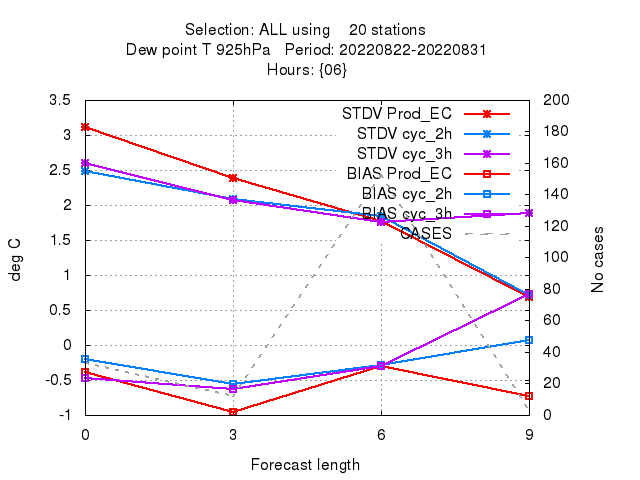 Selection: ALL using 20 stations
Dew point T 925hPa Period: 20220822-20220831
Hours: {06}
STDV Prod_EC
STDV cyc_2h
STDV cyc_3h
BIAS Prod_EC
BIAS cyc_2h
BIAS cyc_3h
CASES
deg C
3.5
3
2.5
2
1.5
1
0.5
0
-0.5
-1
No cases
200
180
160
140
120
100
80
60
40
20
0
0 3 6 9
Forecast length